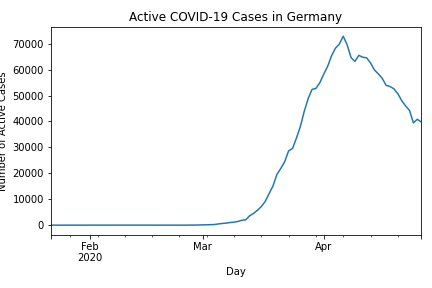 Active COVID-19 Cases in Germany
Number of Active Cases
70000
60000
50000
40000
30000
20000
10000
0
Feb
2020
Mar
Apr
Day